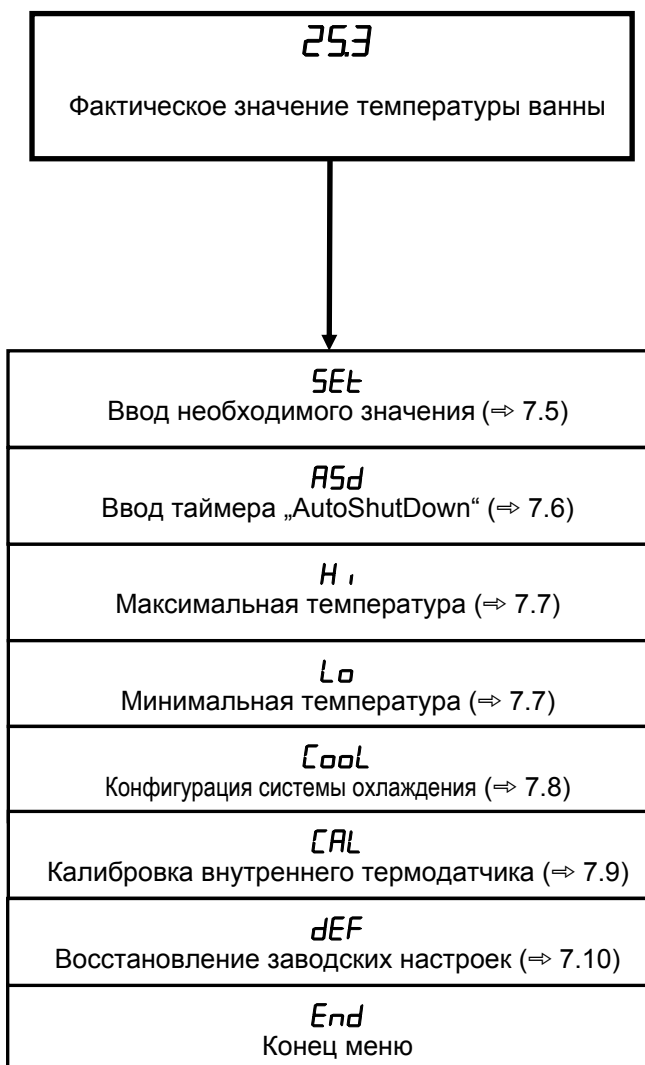 25.3
Фактическое значение температуры ванны
SEt
Ввод необходимого значения (⇨ 7.5)
ASd
Ввод таймера „AutoShutDown“ (⇨ 7.6)
Hi
Максимальная температура (⇨ 7.7)
Lo
Минимальная температура (⇨ 7.7)
CooL
Конфигурация системы охлаждения (⇨ 7.8)
CAL
Калибровка внутреннего термодатчика (⇨ 7.9)
dEF
Восстановление заводских настроек (⇨ 7.10)
End
Конец меню